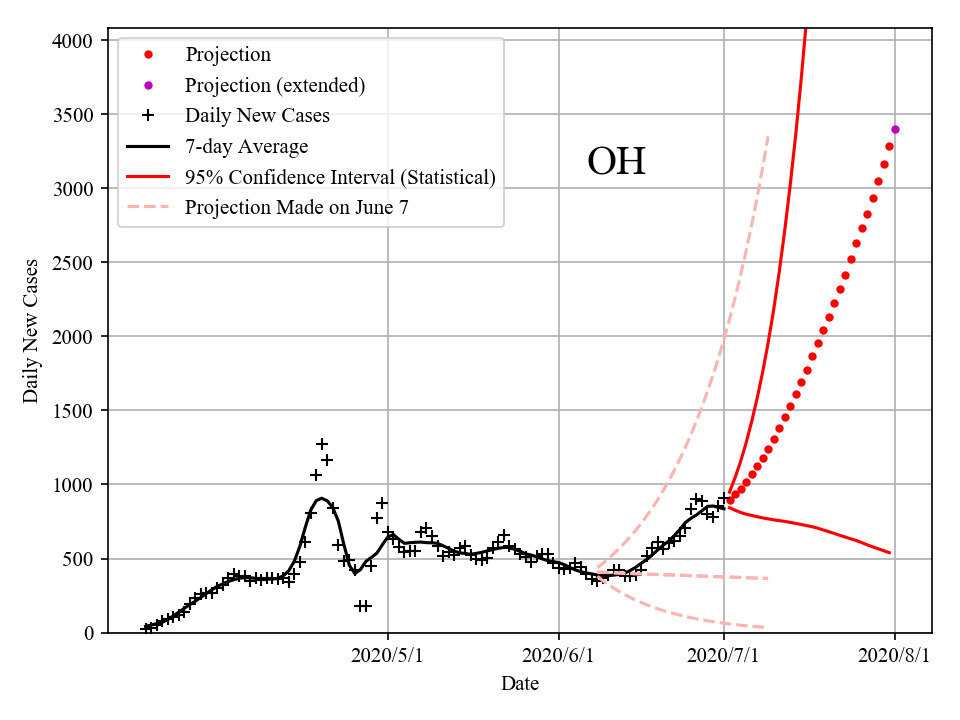 4000
3500
3000
2500
2000
1500
1000
500
0
Daily New Cases
Projection
Projection (extended)
Daily New Cases
7-day Average
95% Confidence Interval (Statistical)
Projection Made on June 7
OH
2020/5/1
2020/6/1
2020/7/1
2020/8/1
Date